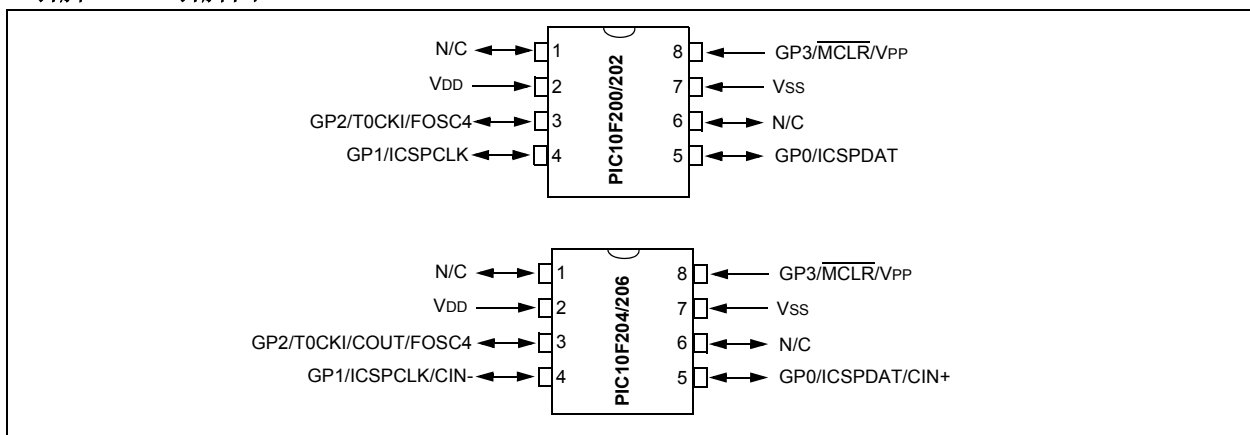 N/C 1 8 GP3/MCLR/VPP
VDD 2 7 VSS
GP2/T0CKI/FOSC4 3 6 N/C
GP1/ICSPCLK 4 5 GP0/ICSPDAT
PIC10F200/202
N/C 1 8 GP3/MCLR/VPP
VDD 2 7 VSS
GP2/T0CKI/COUT/FOSC4 3 6 N/C
GP1/ICSPCLK/CIN- 4 5 GP0/ICSPDAT/CIN+
PIC10F204/206